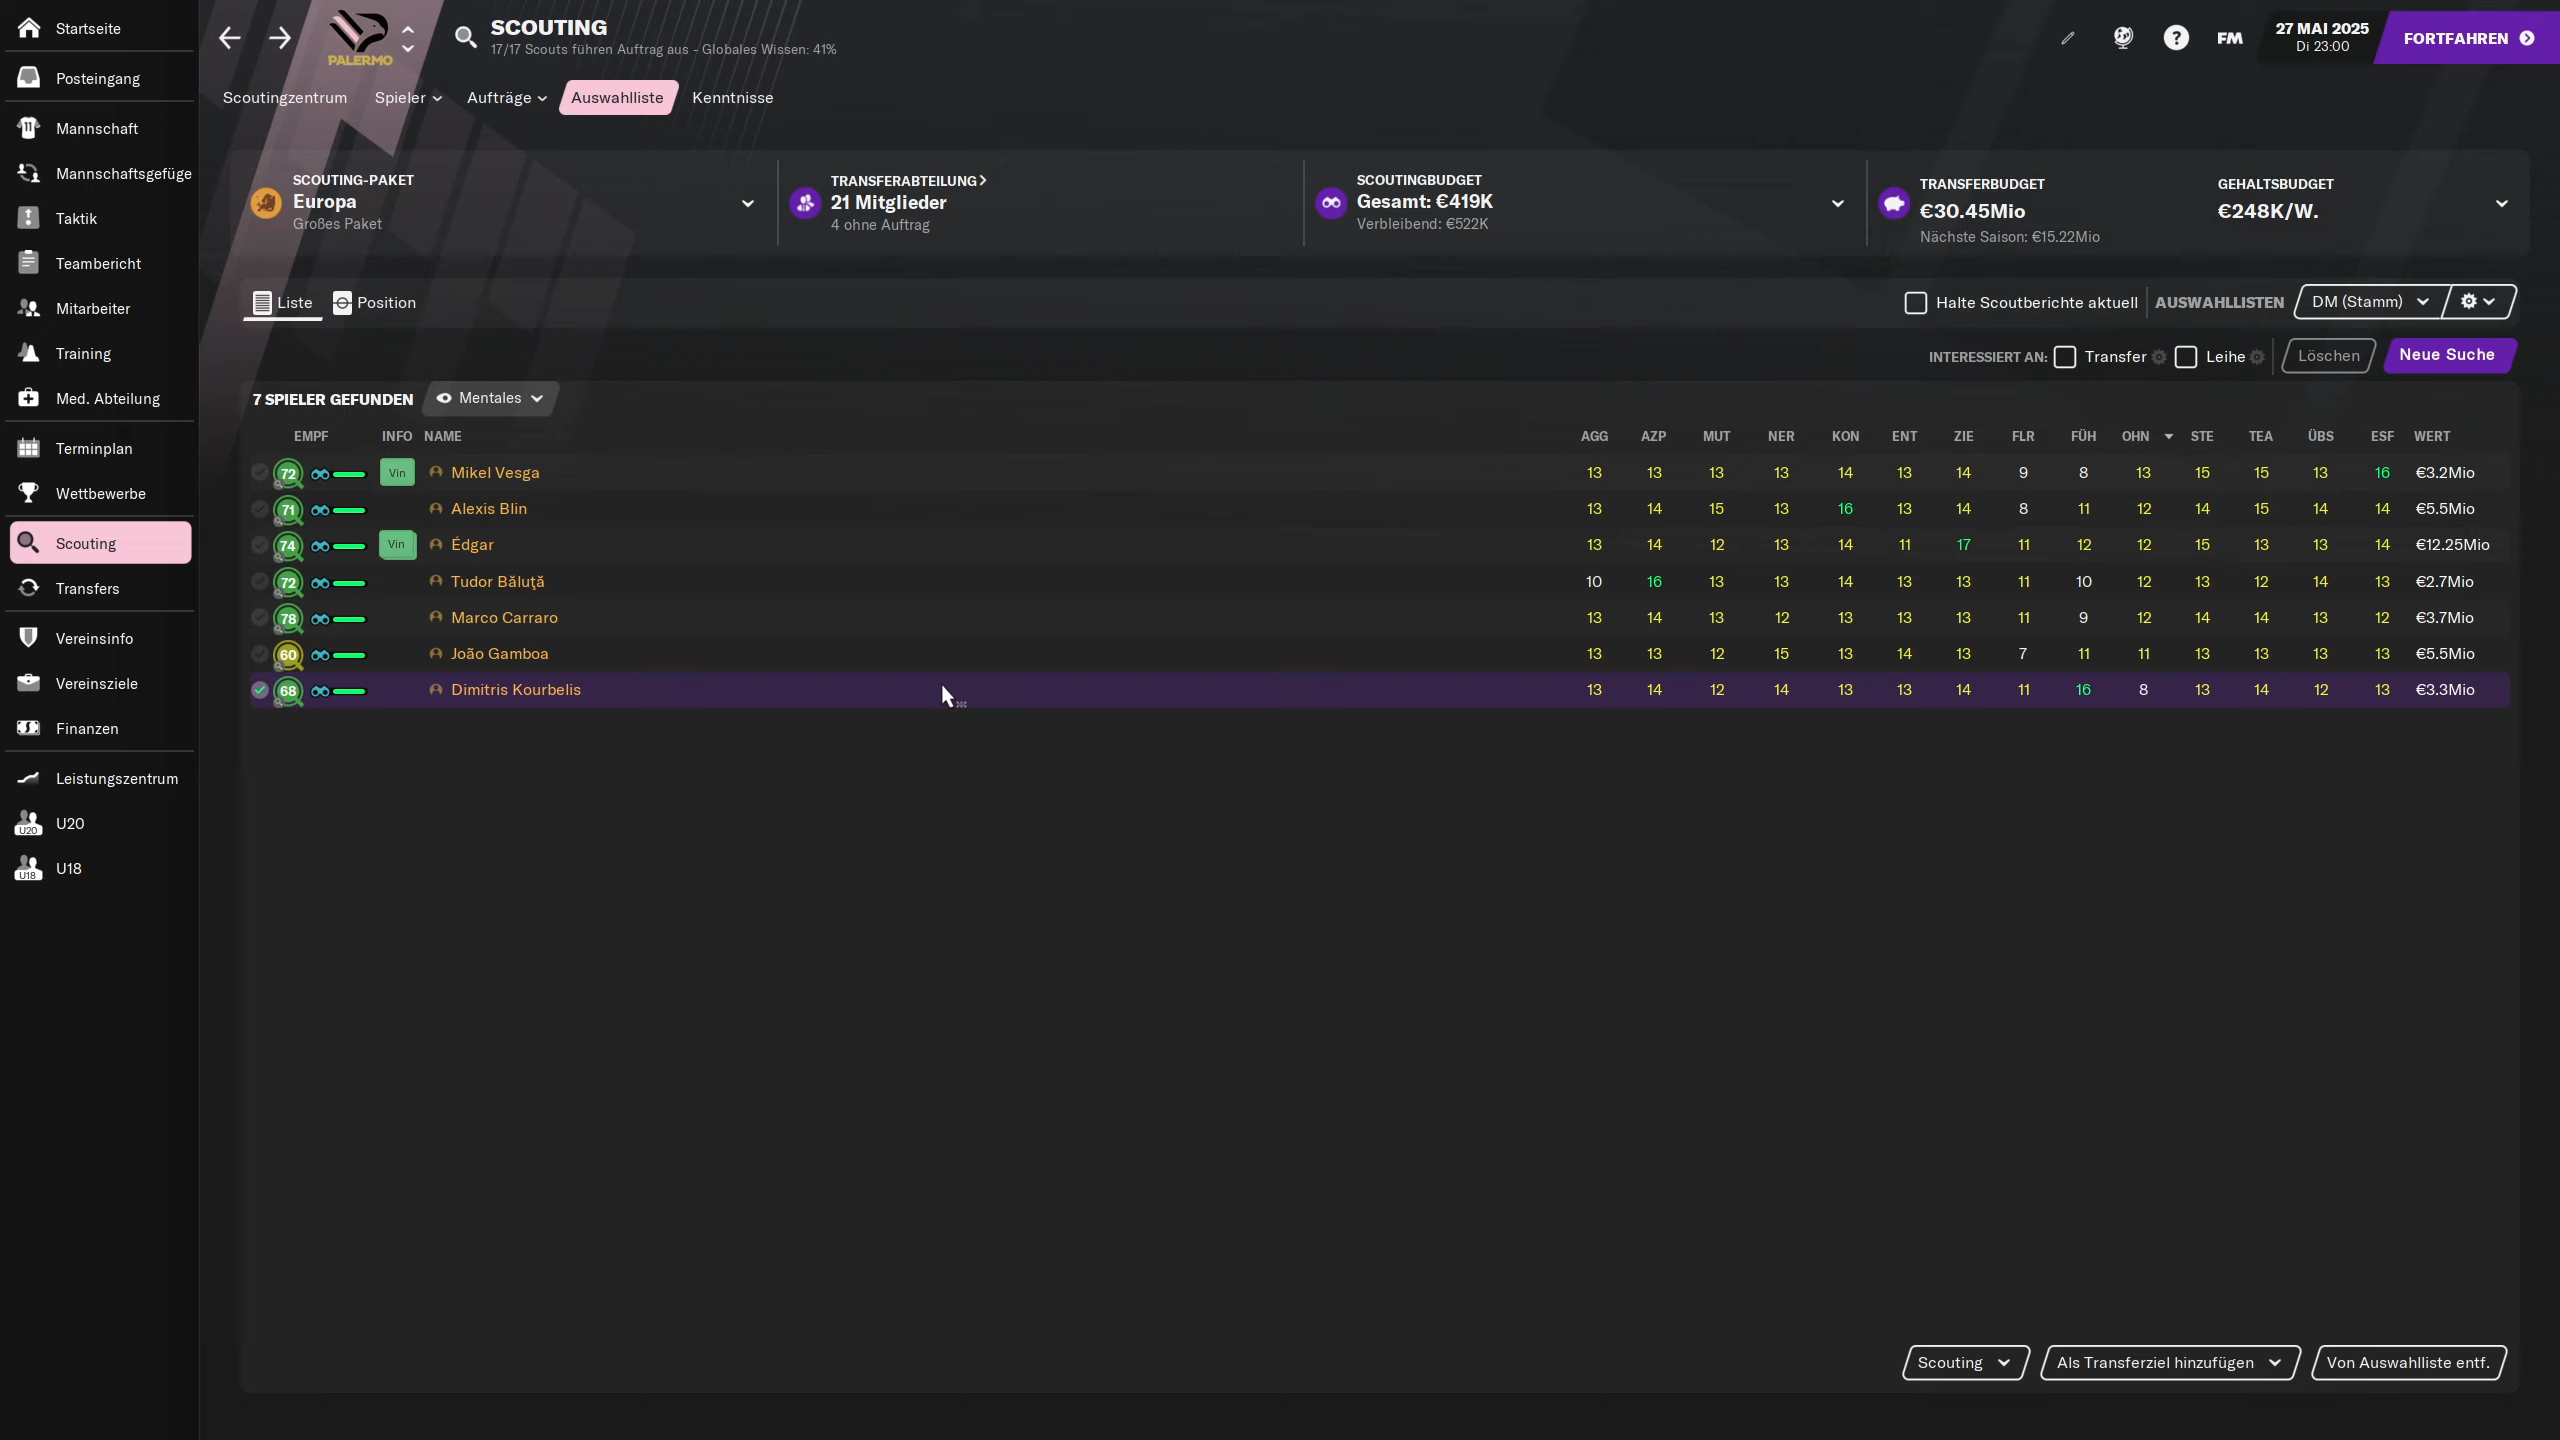 Startseite
Posteingang
Mannschaft
Mannschaftsgefüge
Taktik
Teambericht
Mitarbeiter
Training
Med. Abteilung
Terminplan
Wettbewerbe
Scouting
Transfers
Vereinsinfo
Vereinsziele
Finanzen
Leistungszentrum
U20 U20
U18 U18
PALERMO
SCOUTING
17/17 Scouts führen Auftrag aus - Globales Wissen: 41%
FM
27 MAI 2025
Di 23:00
FORTFAHREN
Scoutingzentrum Spieler Aufträge Auswahlliste Kenntnisse
SCOUTING-PAKET
Europa
Großes Paket
TRANSFERABTEILUNG
21 Mitglieder
4 ohne Auftrag
SCOUTINGBUDGET
Gesamt: €419K
Verbleibend: €522K
TRANSFERBUDGET
€30.45Mio
Nächste Saison: €15.22Mio
GEHALTSBUDGET
€248K/W.
Liste Position Halte Scoutberichte aktuell AUSWAHLLISTEN DM (Stamm)
INTERESSIERT AN: Transfer Leihe Löschen Neue Suche
7 SPIELER GEFUNDEN Mentales
EMPF INFO NAME AGG AZP MUT NER KON ENT ZIE FLR FÜH OHN STE TEA ÜBS ESF WERT
72 Vin Mikel Vesga 13 13 13 13 14 13 14 9 8 13 15 15 13 16 €3.2Mio
71 Alexis Blin 13 14 15 13 16 13 14 8 11 12 14 15 14 14 €5.5Mio
74 Vin Édgar 13 14 12 13 14 11 17 11 12 12 15 13 13 14 €12.25Mio
72 Tudor Băluță 10 16 13 13 14 13 13 11 10 12 13 12 14 13 €2.7Mio
78 Marco Carraro 13 14 13 12 13 13 13 11 9 12 14 14 13 12 €3.7Mio
60 João Gamboa 13 13 12 15 13 14 13 7 11 11 13 13 13 13 €5.5Mio
68 Dimitris Kourbelis 13 14 12 14 13 13 14 11 16 8 13 14 12 13 €3.3Mio
Scouting Als Transferziel hinzufügen Von Auswahlliste entf.